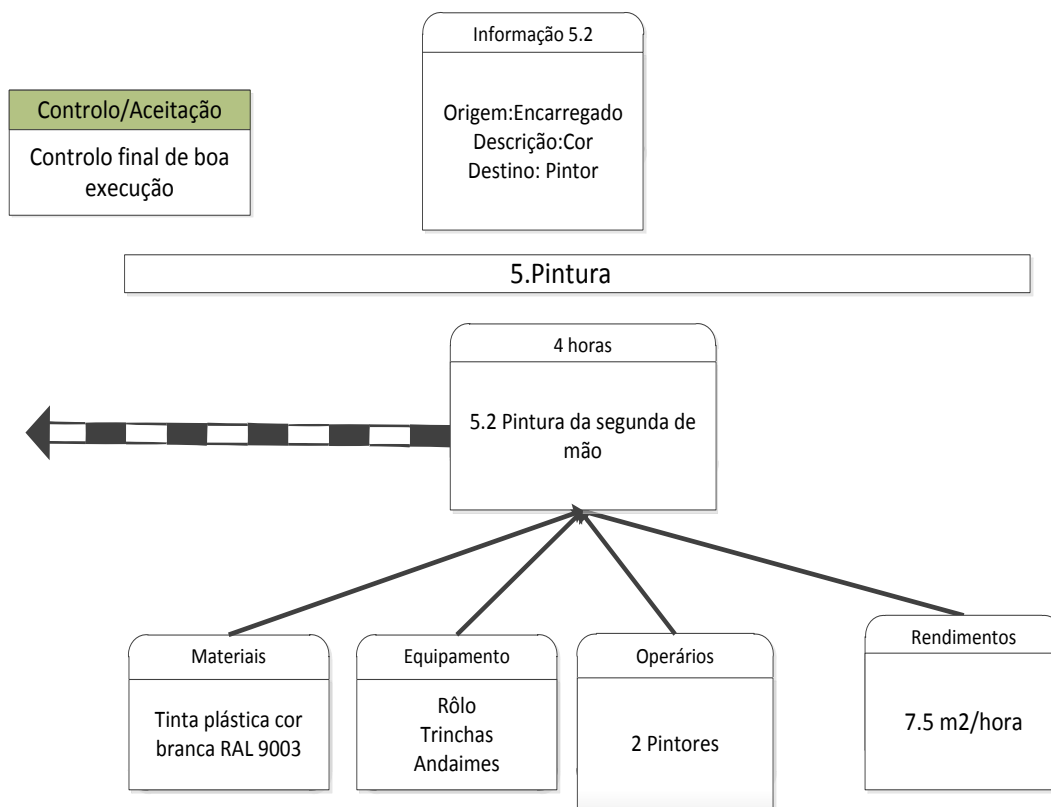 Informação 5.2
Origem:Encarregado
Descrição:Cor
Destino: Pintor
Controlo/Aceitação
Controlo final de boa
execução
5.Pintura
4 horas
5.2 Pintura da segunda de
mão
Materiais
Tinta plástica cor
branca RAL 9003
Equipamento
Rôlo
Trinchas
Andaimes
Operários
2 Pintores
Rendimentos
7.5 m2/hora